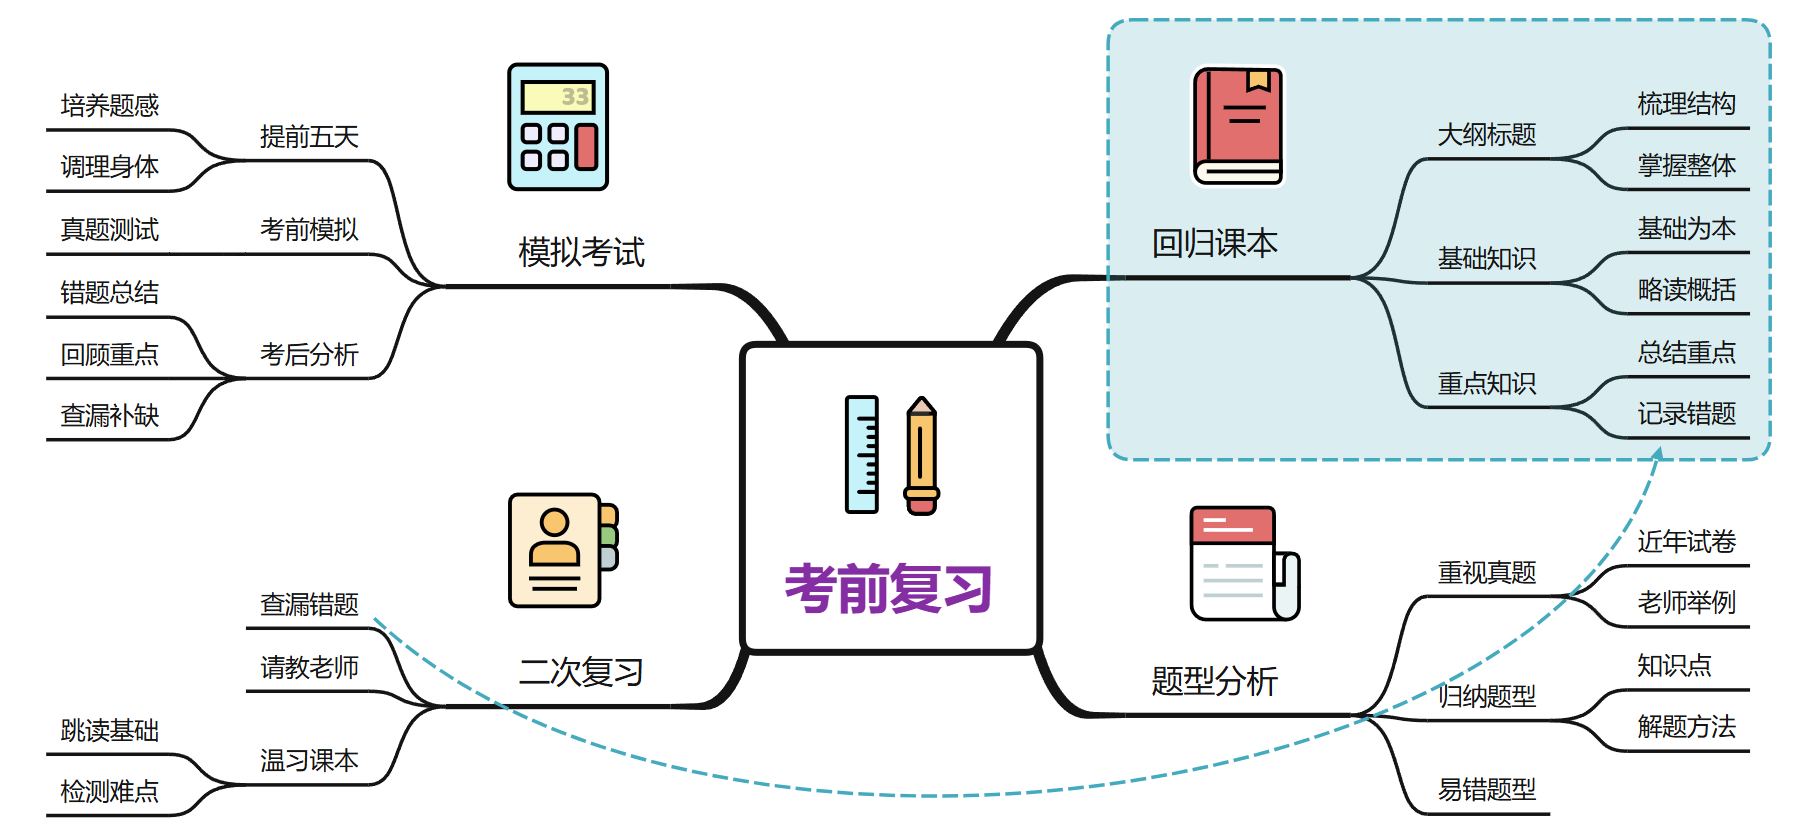 考前复习
回归课本
大纲标题
梳理结构
掌握整体
基础知识
基础为本
略读概括
重点知识
总结重点
记录错题
题型分析
重视真题
近年试卷
老师举例
归纳题型
知识点
解题方法
易错题型
33
模拟考试
提前五天
培养题感
调理身体
考前模拟
真题测试
考后分析
错题总结
回顾重点
查漏补缺
二次复习
查漏错题
请教老师
温习课本
跳读基础
检测难点